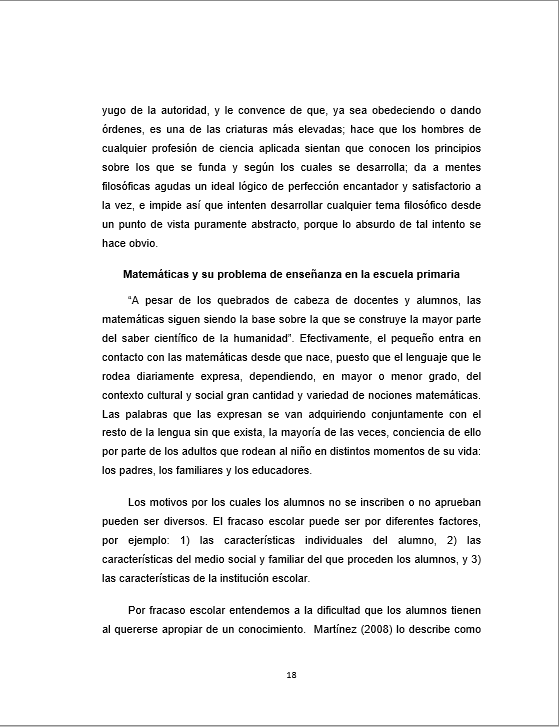 yugo de la autoridad, y le convence de que, ya sea obedeciendo o dando
órdenes, es una de las criaturas más elevadas; hace que los hombres de
cualquier profesión de ciencia aplicada sientan que conocen los principios
sobre los que se funda y según los cuales se desarrolla; da a mentes
filosóficas agudas un ideal lógico de perfección encantador y satisfactorio a
la vez, e impide así que intenten desarrollar cualquier tema filosófico desde
un punto de vista puramente abstracto, porque lo absurdo de tal intento se
hace obvio.
Matemáticas y su problema de enseñanza en la escuela primaria
“A pesar de los quebrados de cabeza de docentes y alumnos, las
matemáticas siguen siendo la base sobre la que se construye la mayor parte
del saber científico de la humanidad”. Efectivamente, el pequeño entra en
contacto con las matemáticas desde que nace, puesto que el lenguaje que le
rodea diariamente expresa, dependiendo, en mayor o menor grado, del
contexto cultural y social gran cantidad y variedad de nociones matemáticas.
Las palabras que las expresan se van adquiriendo conjuntamente con el
resto de la lengua sin que exista, la mayoría de las veces, conciencia de ello
por parte de los adultos que rodean al niño en distintos momentos de su vida:
los padres, los familiares y los educadores.
Los motivos por los cuales los alumnos no se inscriben o no aprueban
pueden ser diversos. El fracaso escolar puede ser por diferentes factores,
por ejemplo: 1) las características individuales del alumno, 2) las
características del medio social y familiar del que proceden los alumnos, y 3)
las características de la institución escolar.
Por fracaso escolar entendemos a la dificultad que los alumnos tienen
al quererse apropiar de un conocimiento. Martínez (2008) lo describe como
18